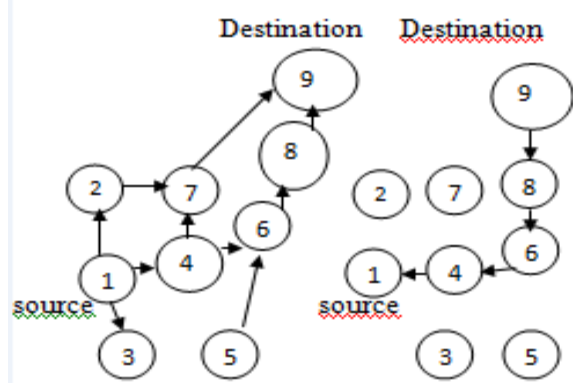 Destination Destination
9 9
8
2 7 2 7 8
6 6
1 4 1 4
source source
3 5 3 5